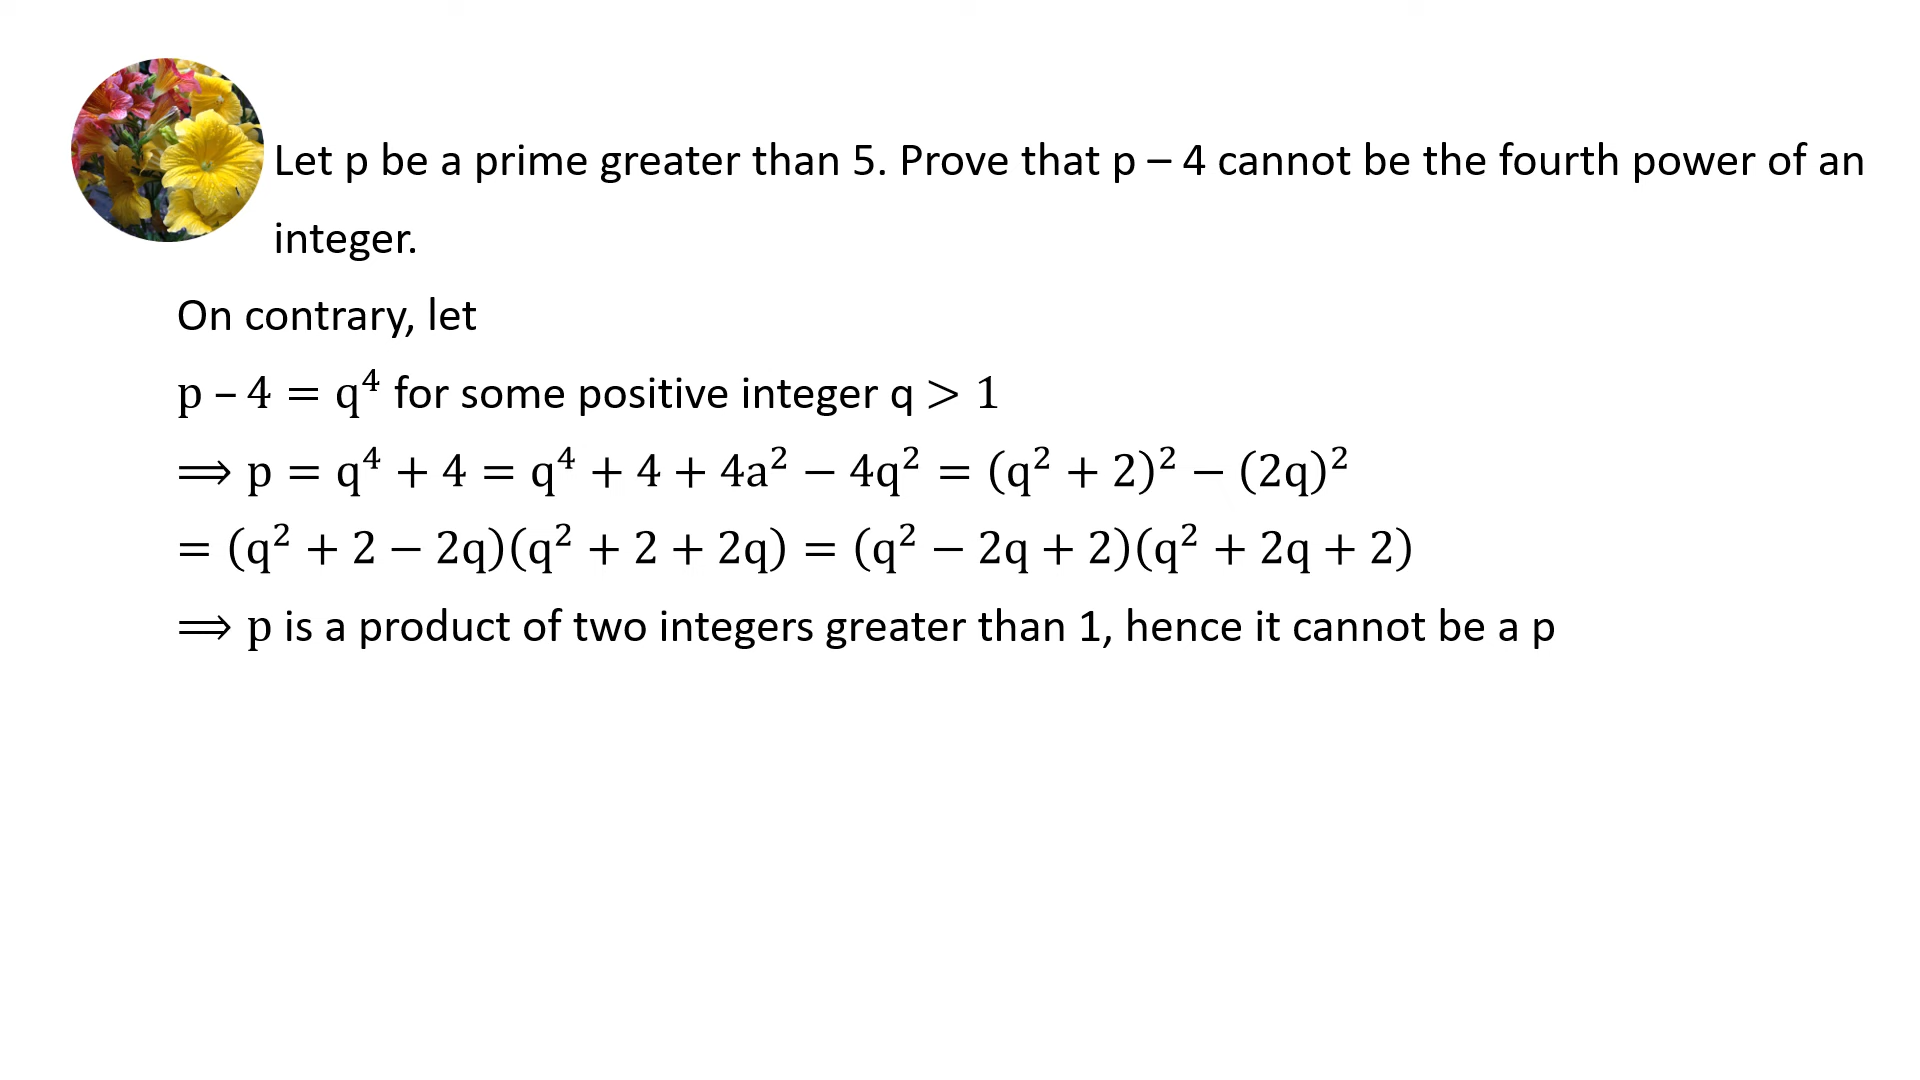 Let p be a prime greater than 5. Prove that p – 4 cannot be the fourth power of an
integer.
On contrary, let
p – 4 = q⁴ for some positive integer q > 1
⟹ p = q⁴ + 4 = q⁴ + 4 + 4a² − 4q² = (q² + 2)² − (2q)²
= (q² + 2 − 2q)(q² + 2 + 2q) = (q² − 2q + 2)(q² + 2q + 2)
⟹ p is a product of two integers greater than 1, hence it cannot be a p